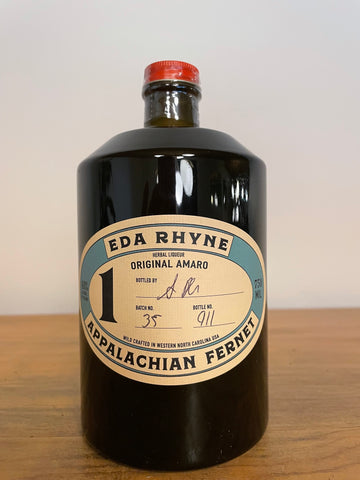 EDA RHYNE
HERBAL LIQUEUR
ORIGINAL AMARO
1
BOTTLED BY
BATCH NO.
35
BOTTLE NO.
911
750
ML
WILD CRAFTED IN WESTERN NORTH CAROLINA USA
APPALACHIAN FERNET